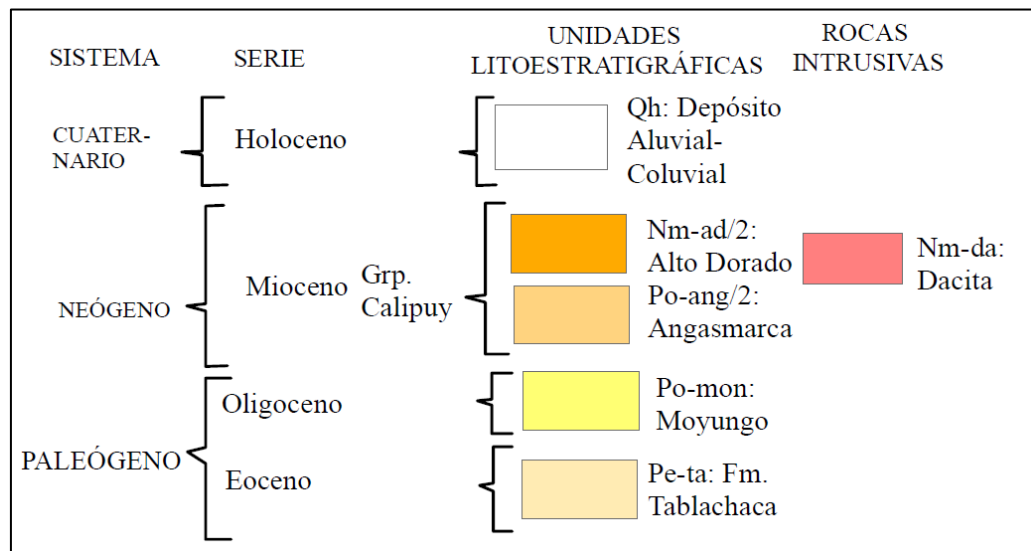 SISTEMA
SERIE
UNIDADES
LITOESTRATIGRÁFICAS
ROCAS
INTRUSIVAS
CUATER-
NARIO
Holoceno
Qh: Depósito
Aluvial-
Coluvial
NEÓGENO
Mioceno
Grp.
Calipuy
Nm-ad/2:
Alto Dorado
Po-ang/2:
Angasmarca
Nm-da:
Dacita
PALEÓGENO
Oligoceno
Po-mon:
Moyungo
Eoceno
Pe-ta: Fm.
Tablachaca